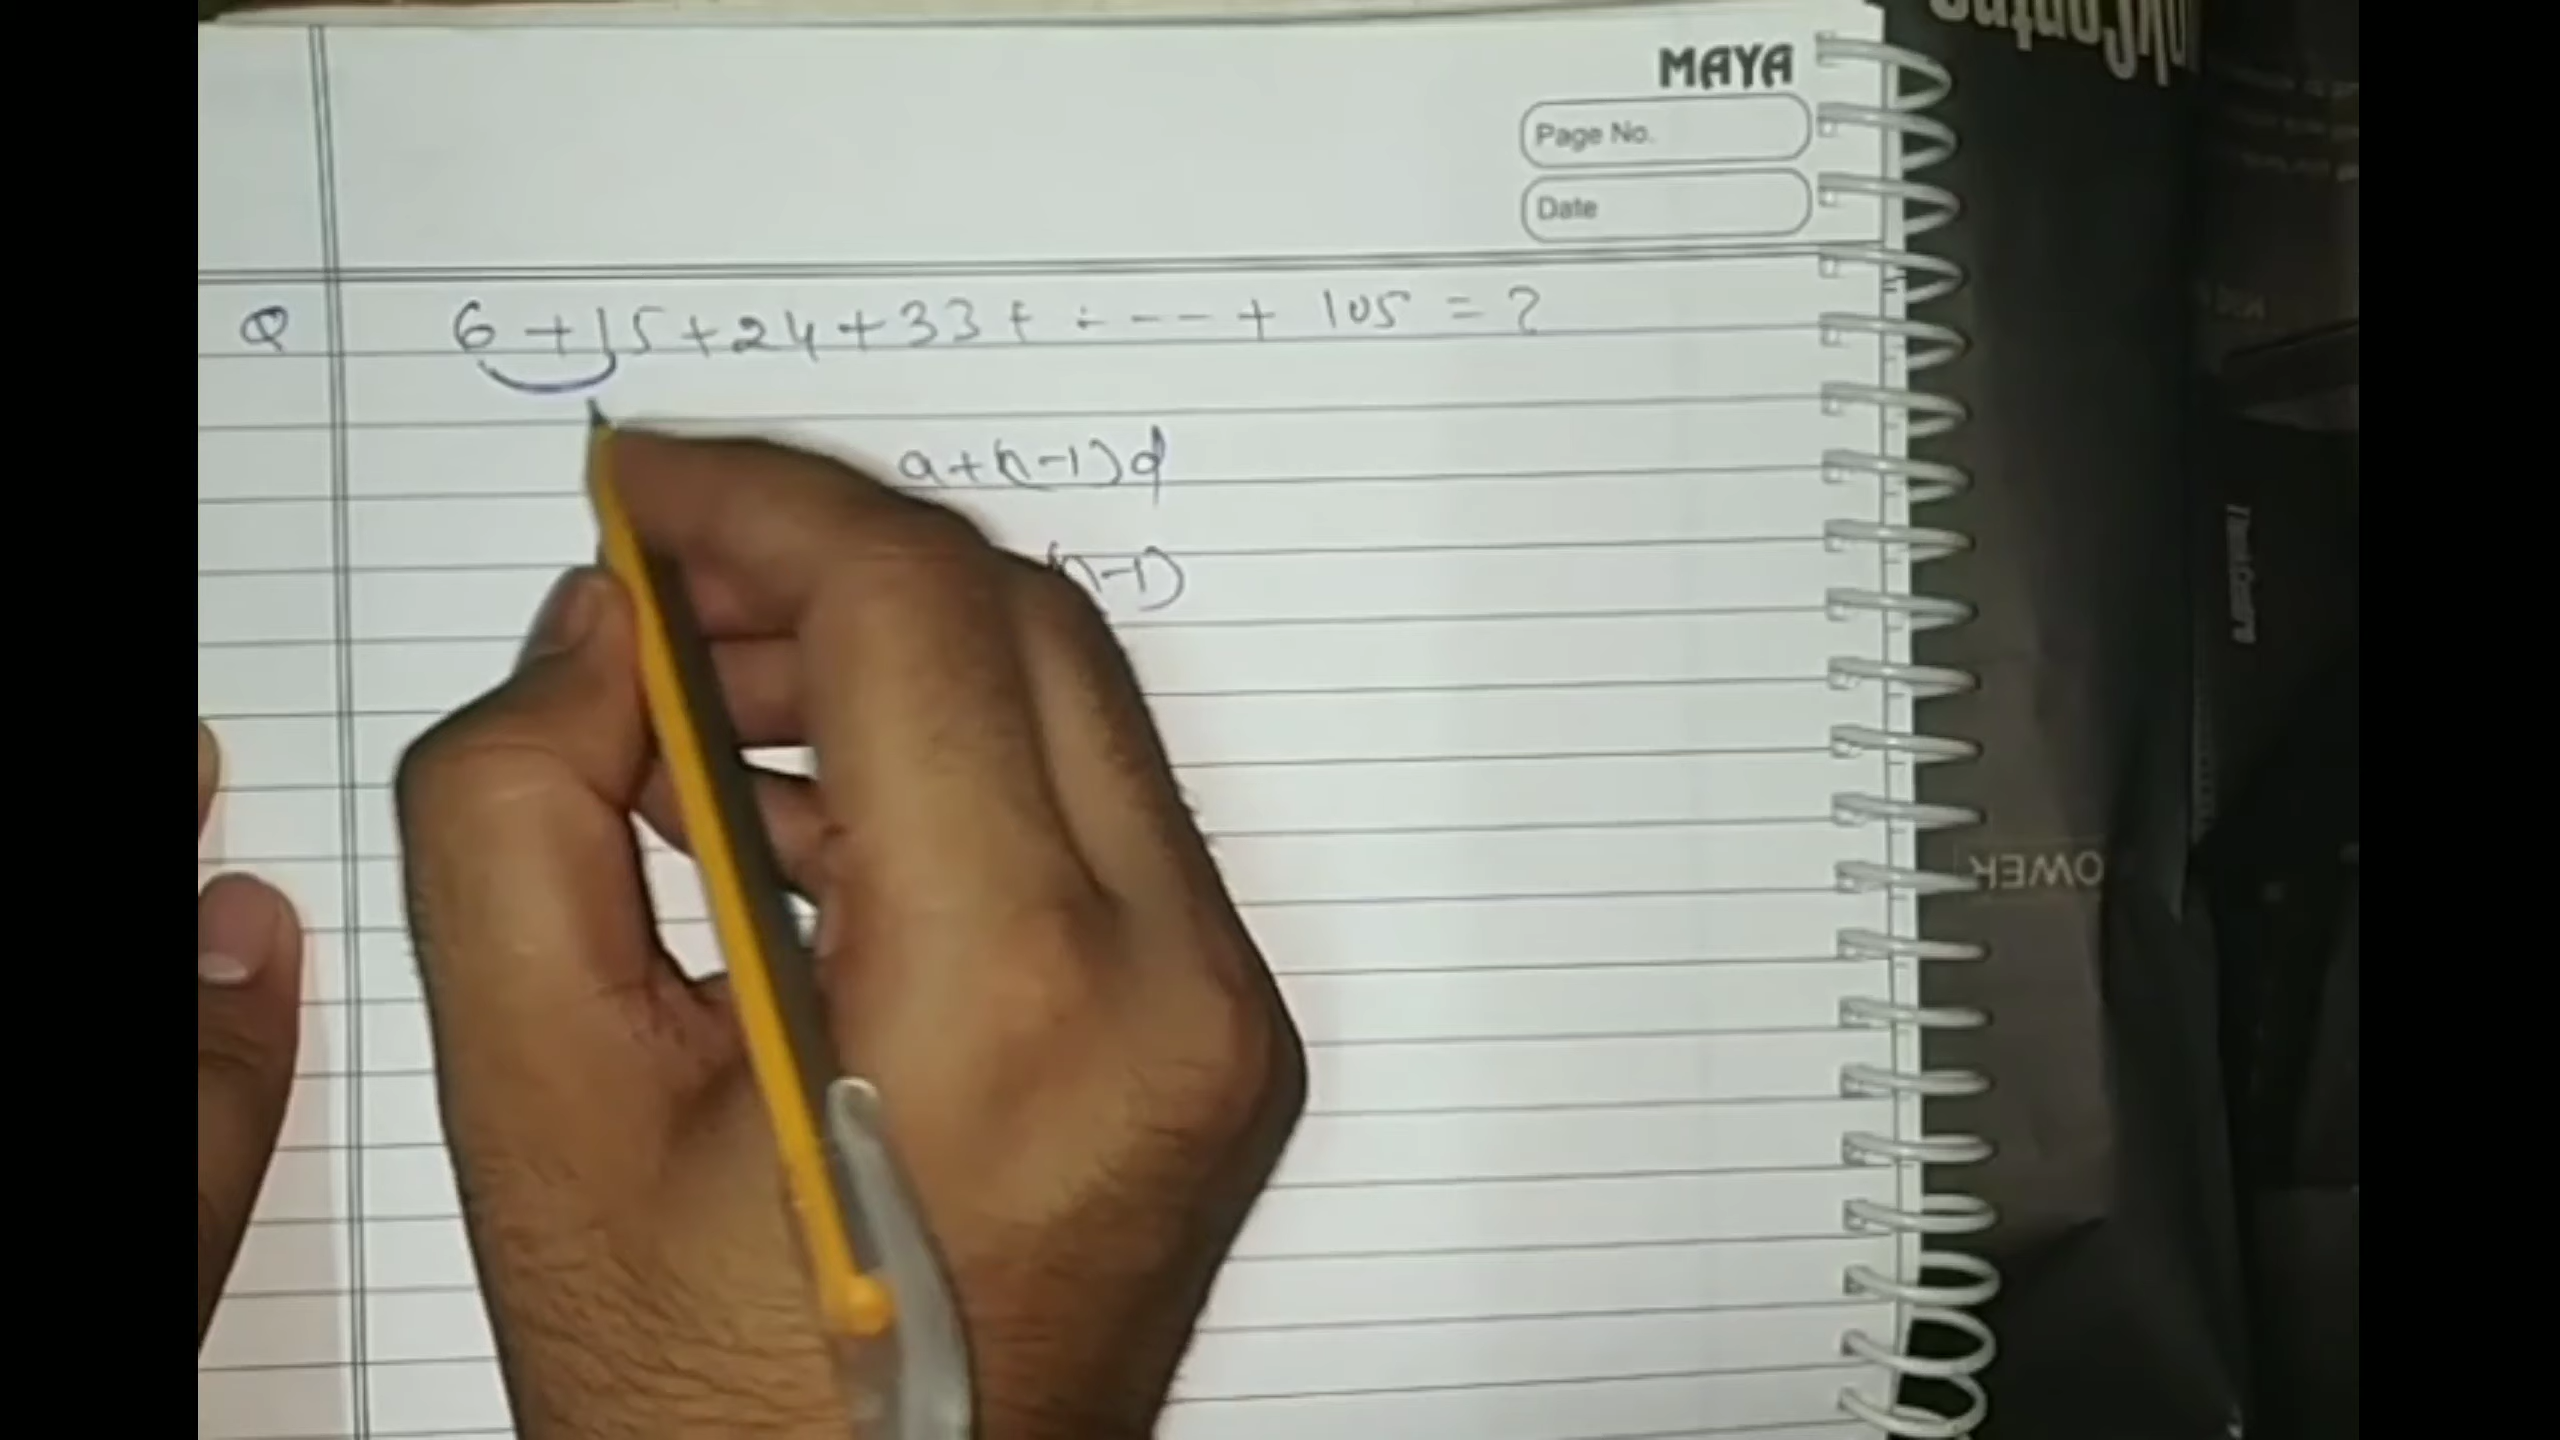 MAYA
Page No.
Date
Q 6 + 15 + 24 + 33 + ---- + 105 = ?
a + (n-1)d
(n-1)
OWER